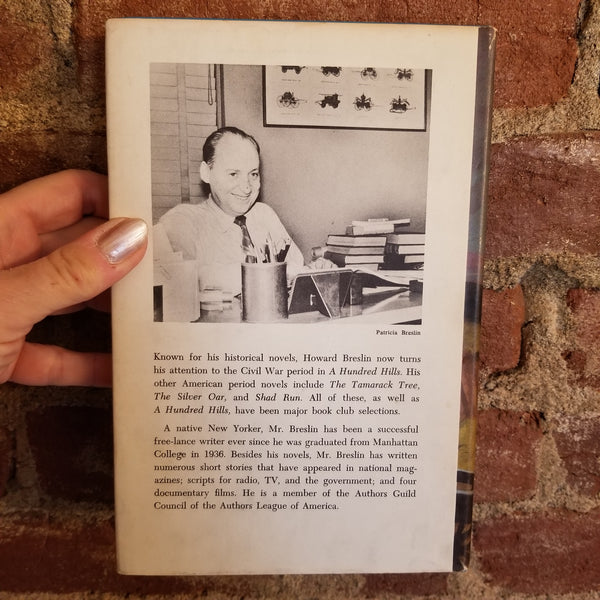 Patricia Breslin
Known for his historical novels, Howard Breslin now turns
his attention to the Civil War period in A Hundred Hills. His
other American period novels include The Tamarack Tree,
The Silver Oar, and Shad Run. All of these, as well as
A Hundred Hills, have been major book club selections.
A native New Yorker, Mr. Breslin has been a successful
free-lance writer ever since he was graduated from Manhattan
College in 1936. Besides his novels, Mr. Breslin has written
numerous short stories that have appeared in national mag-
azines; scripts for radio, TV, and the government; and four
documentary films. He is a member of the Authors Guild
Council of the Authors League of America.